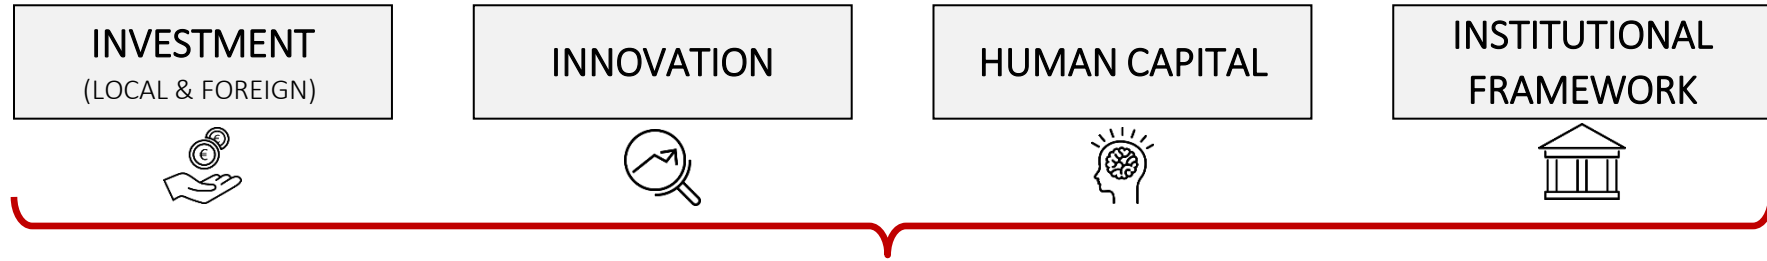 INVESTMENT
(LOCAL & FOREIGN)
INNOVATION
HUMAN CAPITAL
INSTITUTIONAL
FRAMEWORK
€
€